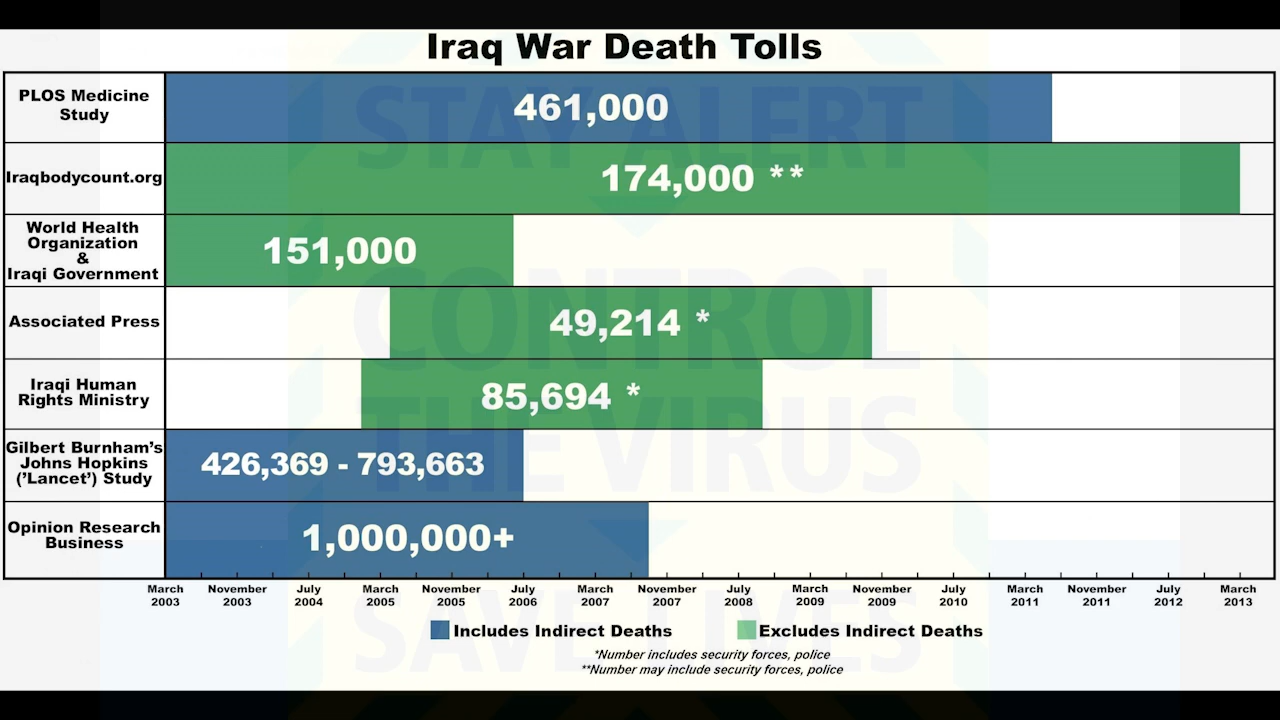 Iraq War Death Tolls
PLOS Medicine
Study
461,000
Iraqbodycount.org
174,000 **
World Health
Organization
&
Iraqi Government
151,000
Associated Press
49,214 *
Iraqi Human
Rights Ministry
85,694 *
Gilbert Burnham's
Johns Hopkins
('Lancet') Study
426,369 - 793,663
Opinion Research
Business
1,000,000+
March November July March November July March November July March November July March November July March
2003 2003 2004 2005 2005 2006 2007 2007 2008 2009 2009 2010 2011 2011 2012 2013
Includes Indirect Deaths Excludes Indirect Deaths
*Number includes security forces, police
**Number may include security forces, police
STAY ALERT
CONTROL
THE VIRUS
SAVE LIVES